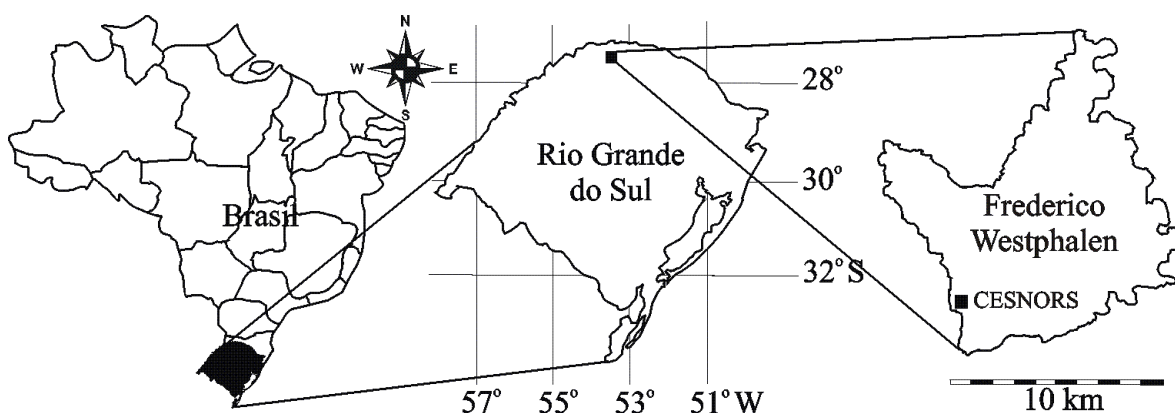 N
W E
S
Brasil
Rio Grande
do Sul
28°
30°
32° S
57° 55° 53° 51° W
Frederico
Westphalen
CESNORS
10 km